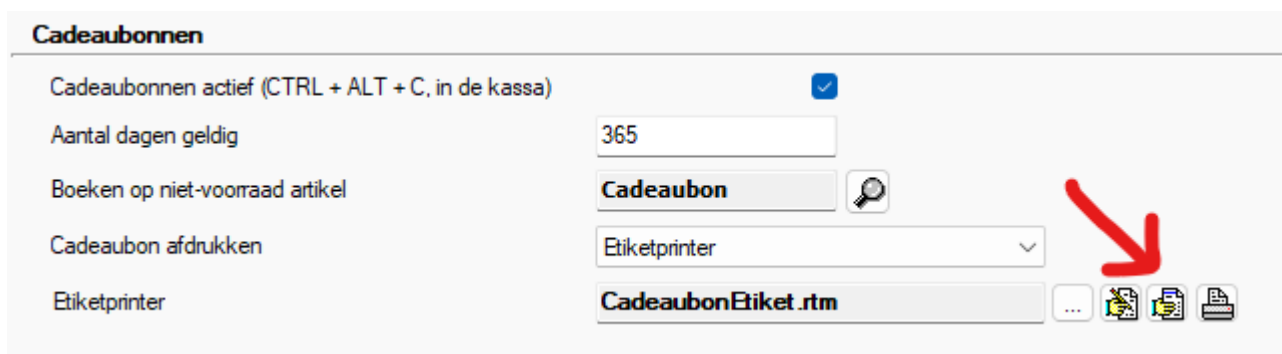 Cadeaubonnen
Cadeaubonnen actief (CTRL + ALT + C, in de kassa)
Aantal dagen geldig 365
Boeken op niet-voorraad artikel Cadeaubon
Cadeaubon afdrukken Etiketprinter
Etiketprinter CadeaubonEtiket.rtm ...